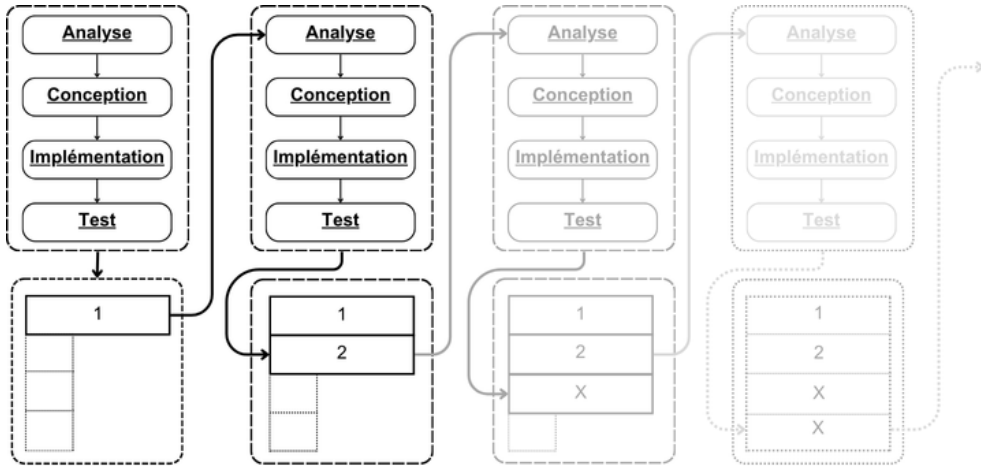 Analyse
Conception
Implémentation
Test
1
Analyse
Conception
Implémentation
Test
1
2
Analyse
Conception
Implémentation
Test
1
2
X
Analyse
Conception
Implémentation
Test
1
2
X
X